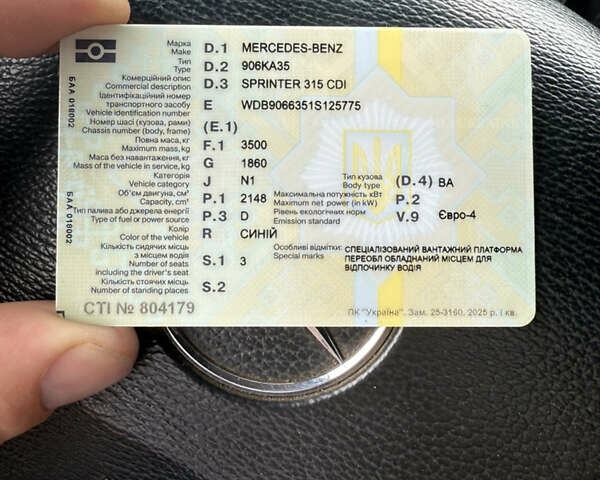 Марка D.1 MERCEDES-BENZ
Make
Тип D.2 906KA35
Type
Комерційний опис D.3 SPRINTER 315 CDI
Commercial description
Ідентифікаційний номер
транспортного засобу E WDB9066351S125775
Vehicle identification number
Номер шасі (кузова, рами) (E.1)
Chassis number (body, frame)
Повна маса, кг F.1 3500
Maximum mass, kg
Маса без навантаження, кг G 1860
Mass of the vehicle in service, kg
Категорія J N1 Тип кузова (D.4) ВА
Vehicle category Body type
Об'єм двигуна, см³ P.1 2148 Максимальна потужність кВт P.2
Capacity, cm³ Maximum net power (in kW)
Тип палива або джерела енергії P.3 D Рівень екологічних норм V.9 Євро-4
Type of fuel or power source Emission standard
Колір R СИНІЙ
Color of the vehicle
Кількість сидячих місць Особливі відмітки: СПЕЦІАЛІЗОВАНИЙ ВАНТАЖНИЙ ПЛАТФОРМА
з місцем водія S.1 3 Special marks ПЕРЕОБЛ ОБЛАДНАНИЙ МІСЦЕМ ДЛЯ
Number of seats ВІДПОЧИНКУ ВОДІЯ
including the driver's seat
Кількість стоячих місць S.2
Number of standing places
СТІ № 804179
ПК "Україна". Зам. 25-3160, 2025 р. I кв.
БАА 018002
БАА 018002